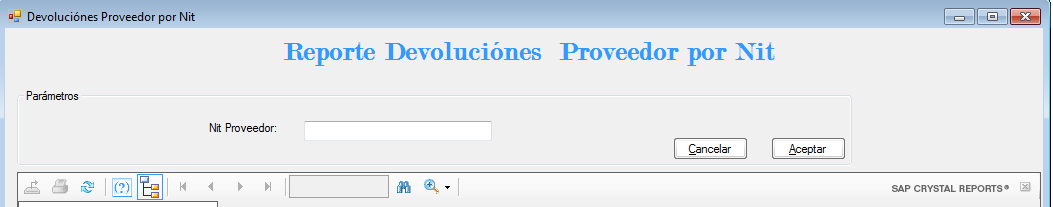 Devoluciónes Proveedor por Nit
Reporte Devoluciónes Proveedor por Nit
Parámetros
Nit Proveedor:
Cancelar
Aceptar
SAP CRYSTAL REPORTS®